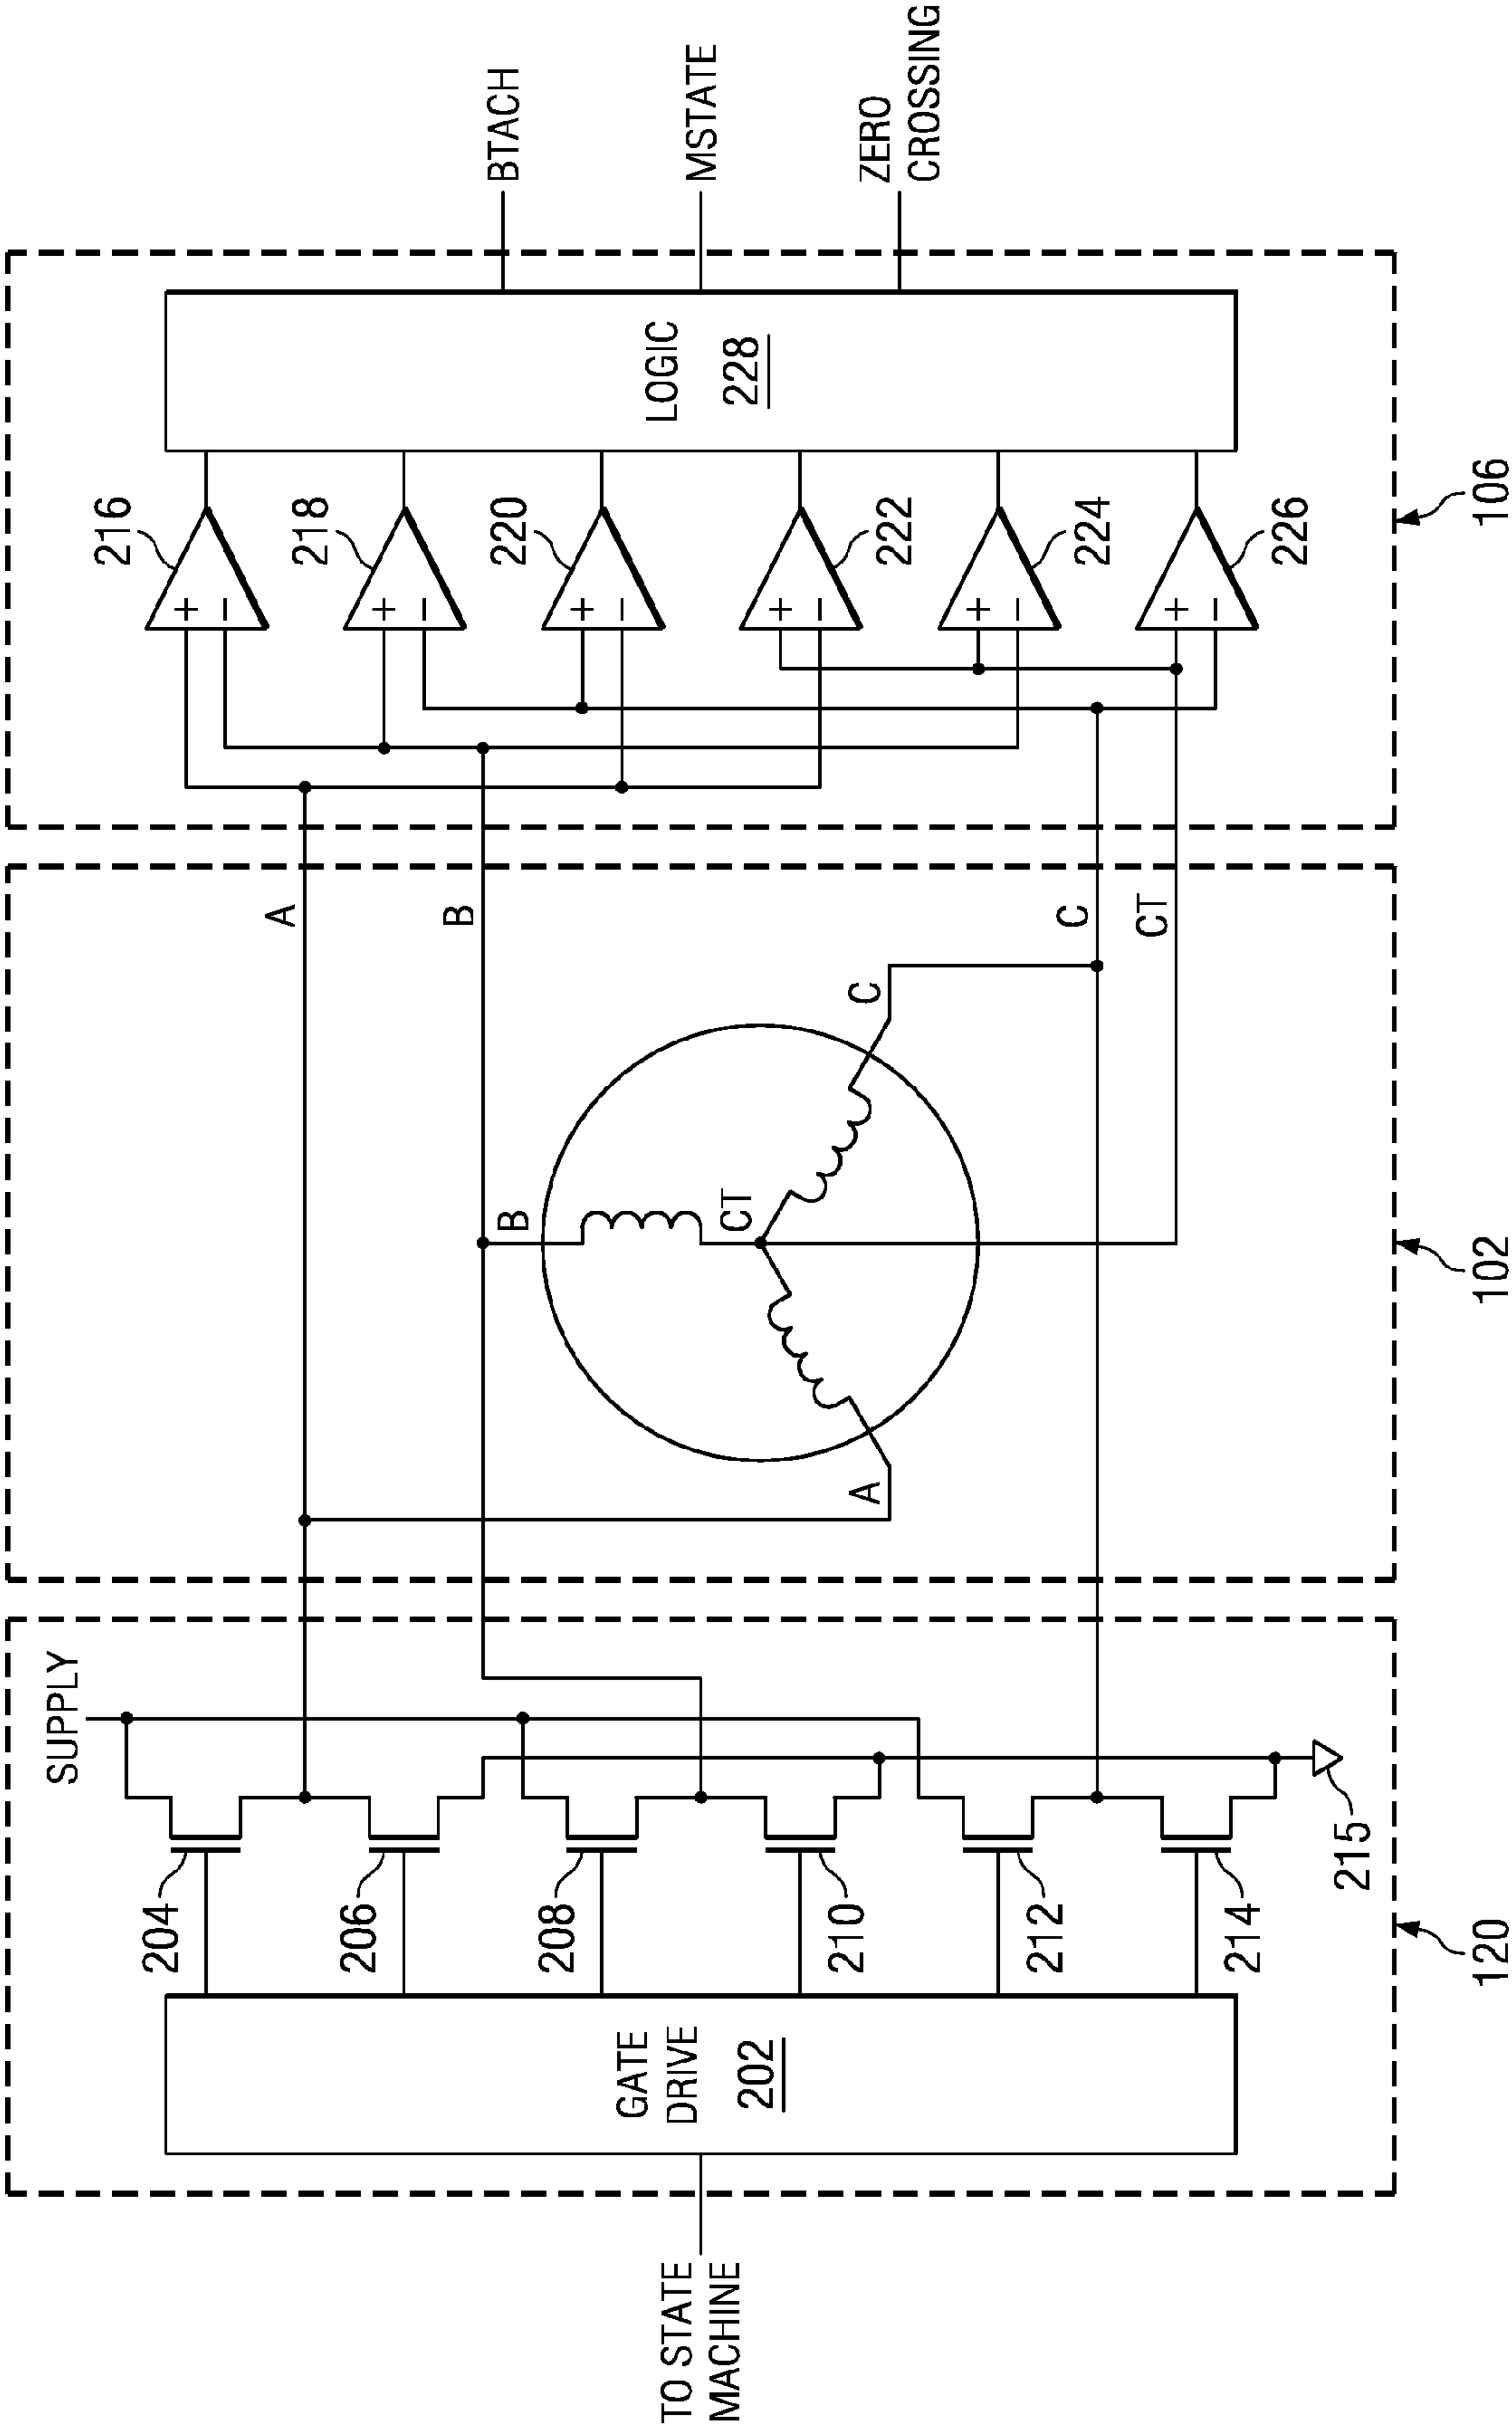 TO STATE
MACHINE
GATE
DRIVE
202
204
206
208
210
212
214
SUPPLY
215
120
A
B
C
CT
A
B
C
CT
102
+
−
+
−
+
−
+
−
+
−
+
−
216
218
220
222
224
226
LOGIC
228
106
BTACH
MSTATE
ZERO
CROSSING